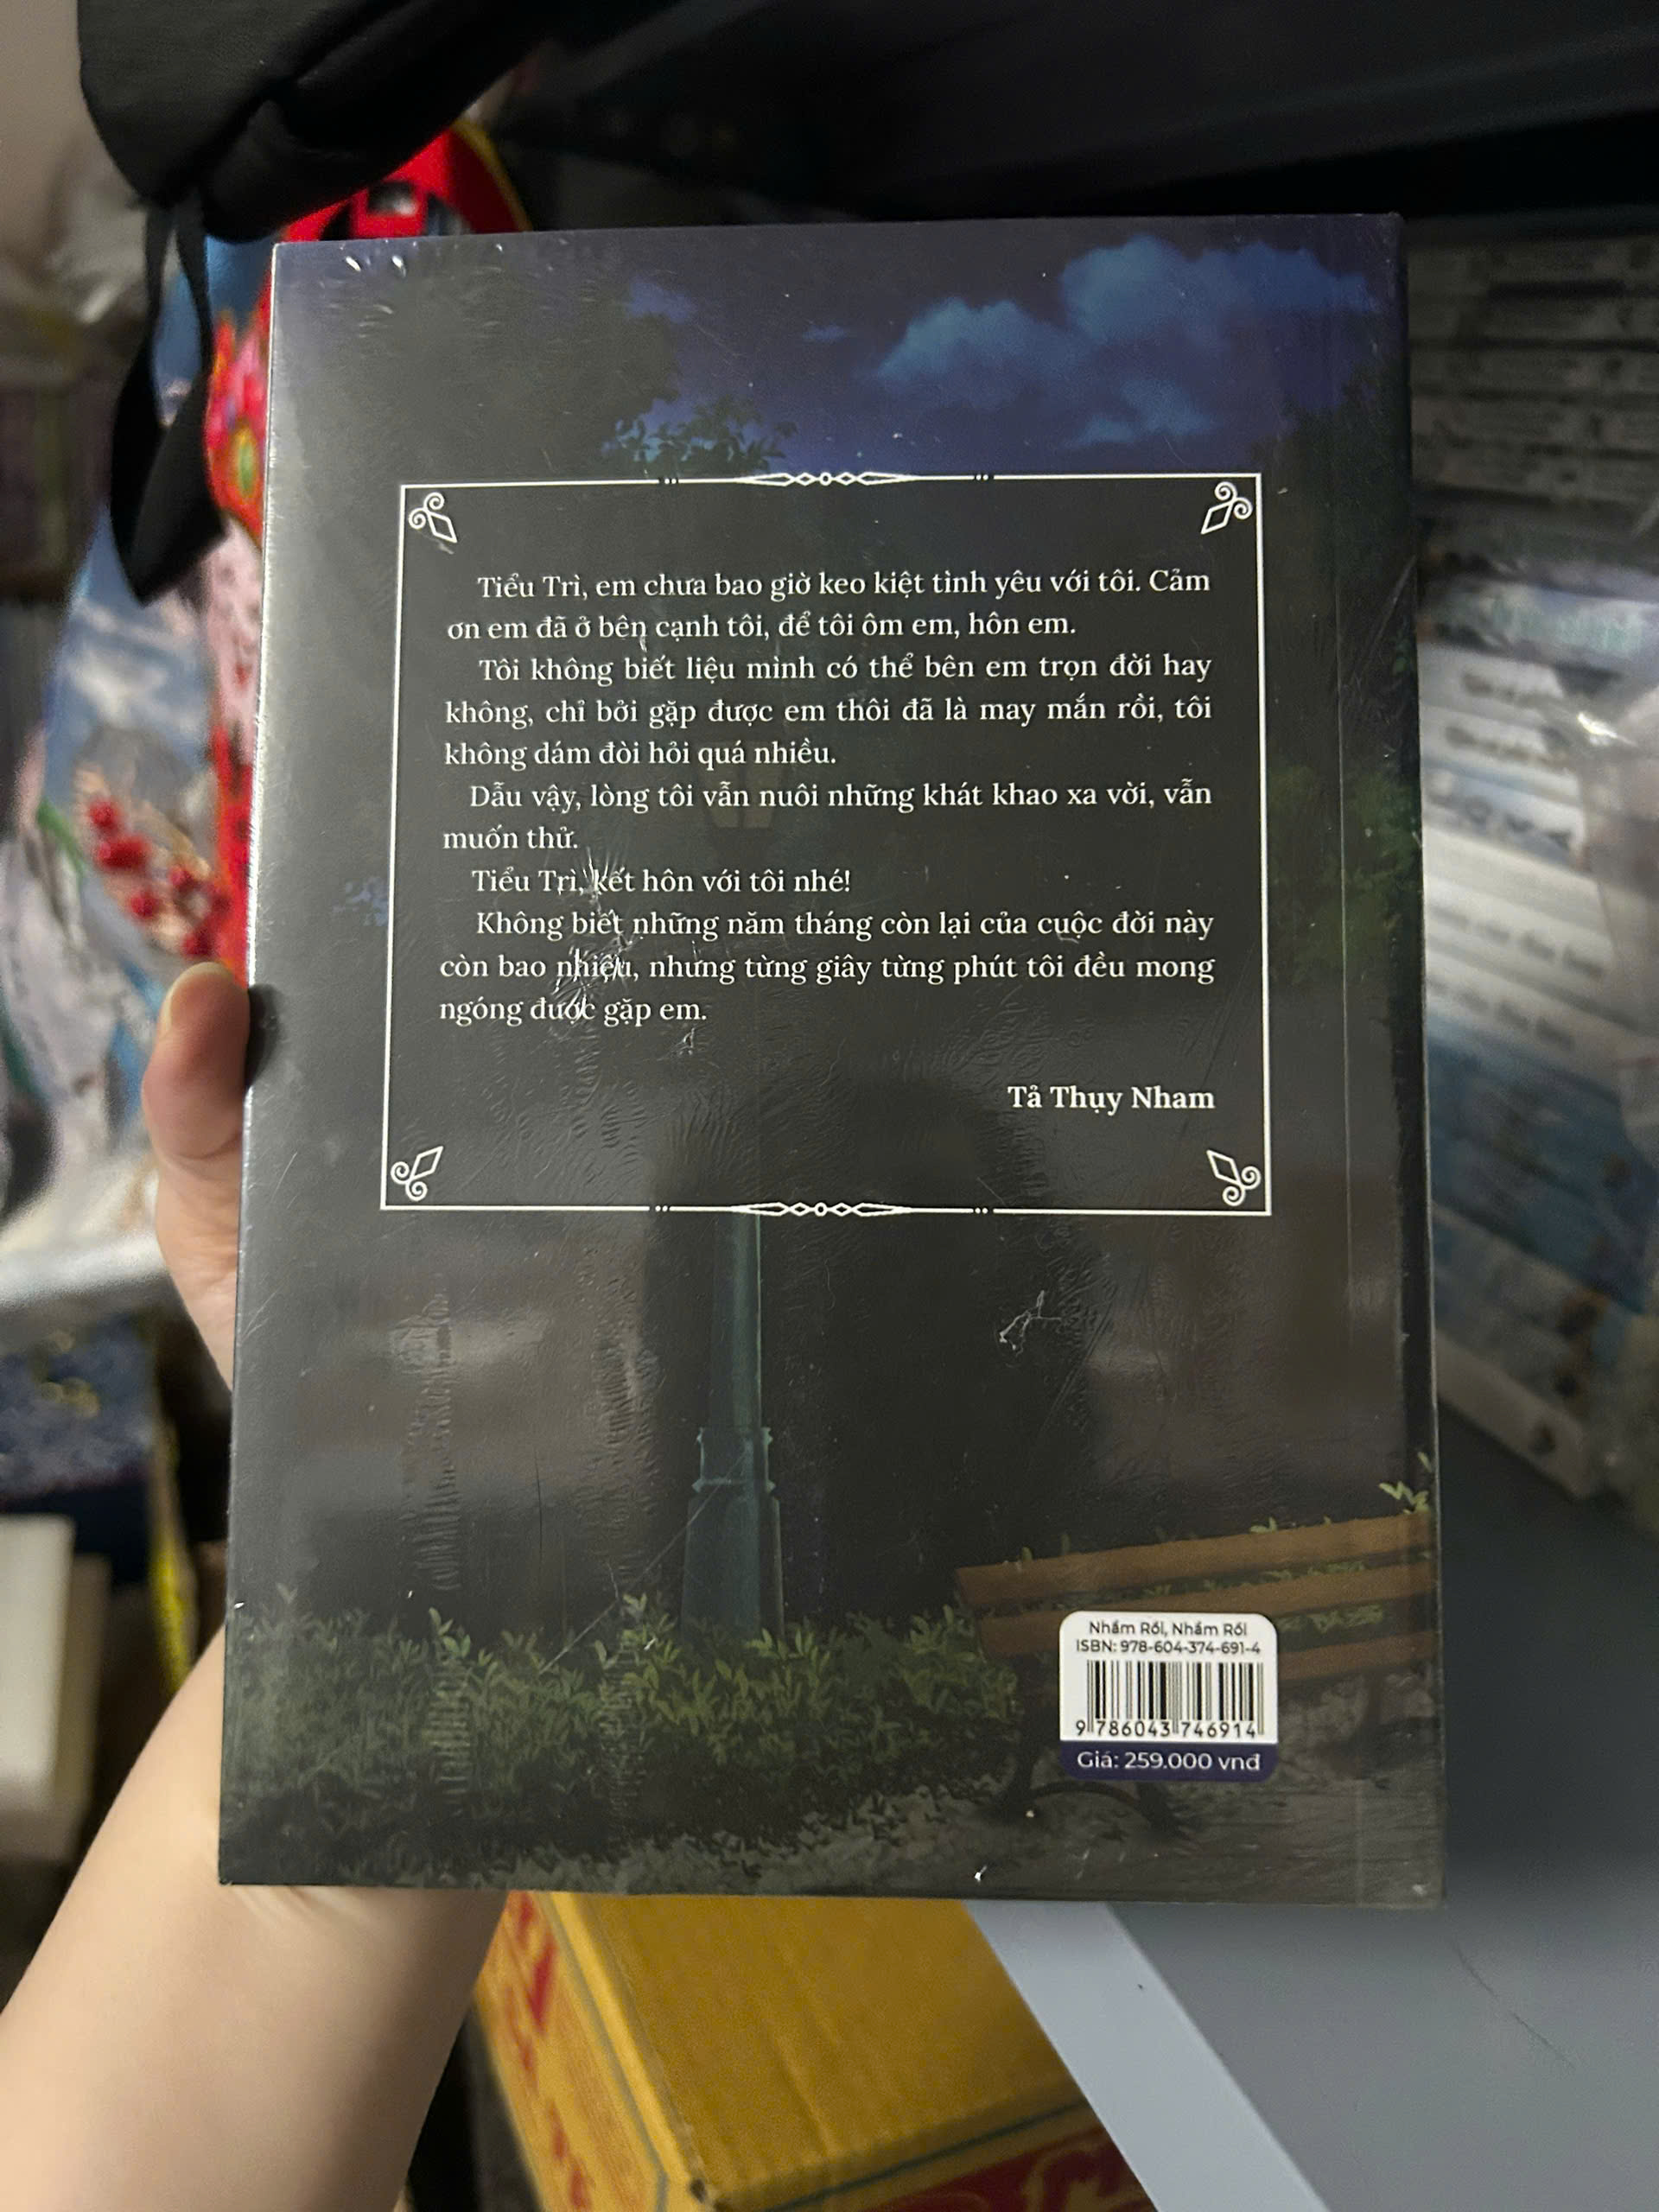 Tiểu Trì, em chưa bao giờ keo kiệt tình yêu với tôi. Cảm
ơn em đã ở bên cạnh tôi, để tôi ôm em, hôn em.
Tôi không biết liệu mình có thể bên em trọn đời hay
không, chỉ bởi gặp được em thôi đã là may mắn rồi, tôi
không dám đòi hỏi quá nhiều.
Dẫu vậy, lòng tôi vẫn nuôi những khát khao xa vời, vẫn
muốn thử.
Tiểu Trì, kết hôn với tôi nhé!
Không biết những năm tháng còn lại của cuộc đời này
còn bao nhiêu, nhưng từng giây từng phút tôi đều mong
ngóng được gặp em.
Tả Thụy Nham
Nhầm Rồi, Nhầm Rồi
ISBN: 978-604-374-691-4
9 786043 746914
Giá: 259.000 vnđ